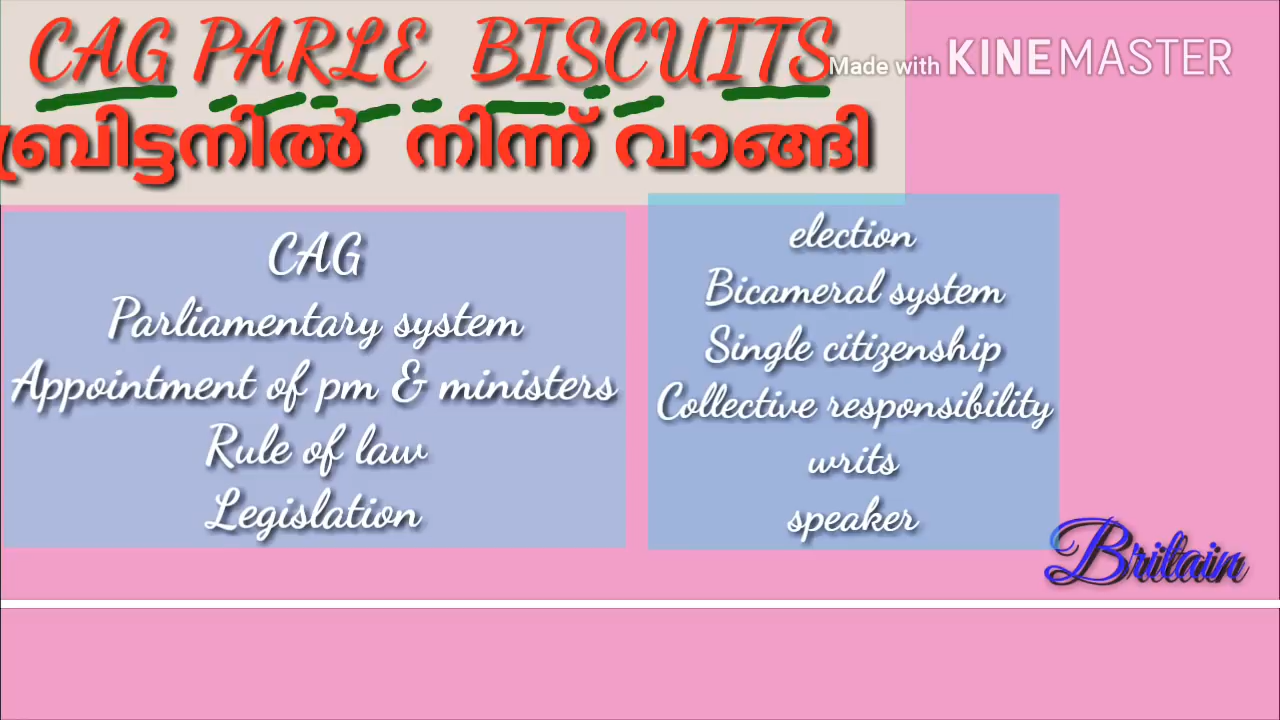 CAG PARLE BISCUITS
Made with KINEMASTER
ബ്രിട്ടനിൽ നിന്ന് വാങ്ങി
CAG
Parliamentary system
Appointment of pm & ministers
Rule of law
Legislation
election
Bicameral system
Single citizenship
Collective responsibility
writs
speaker
Britain